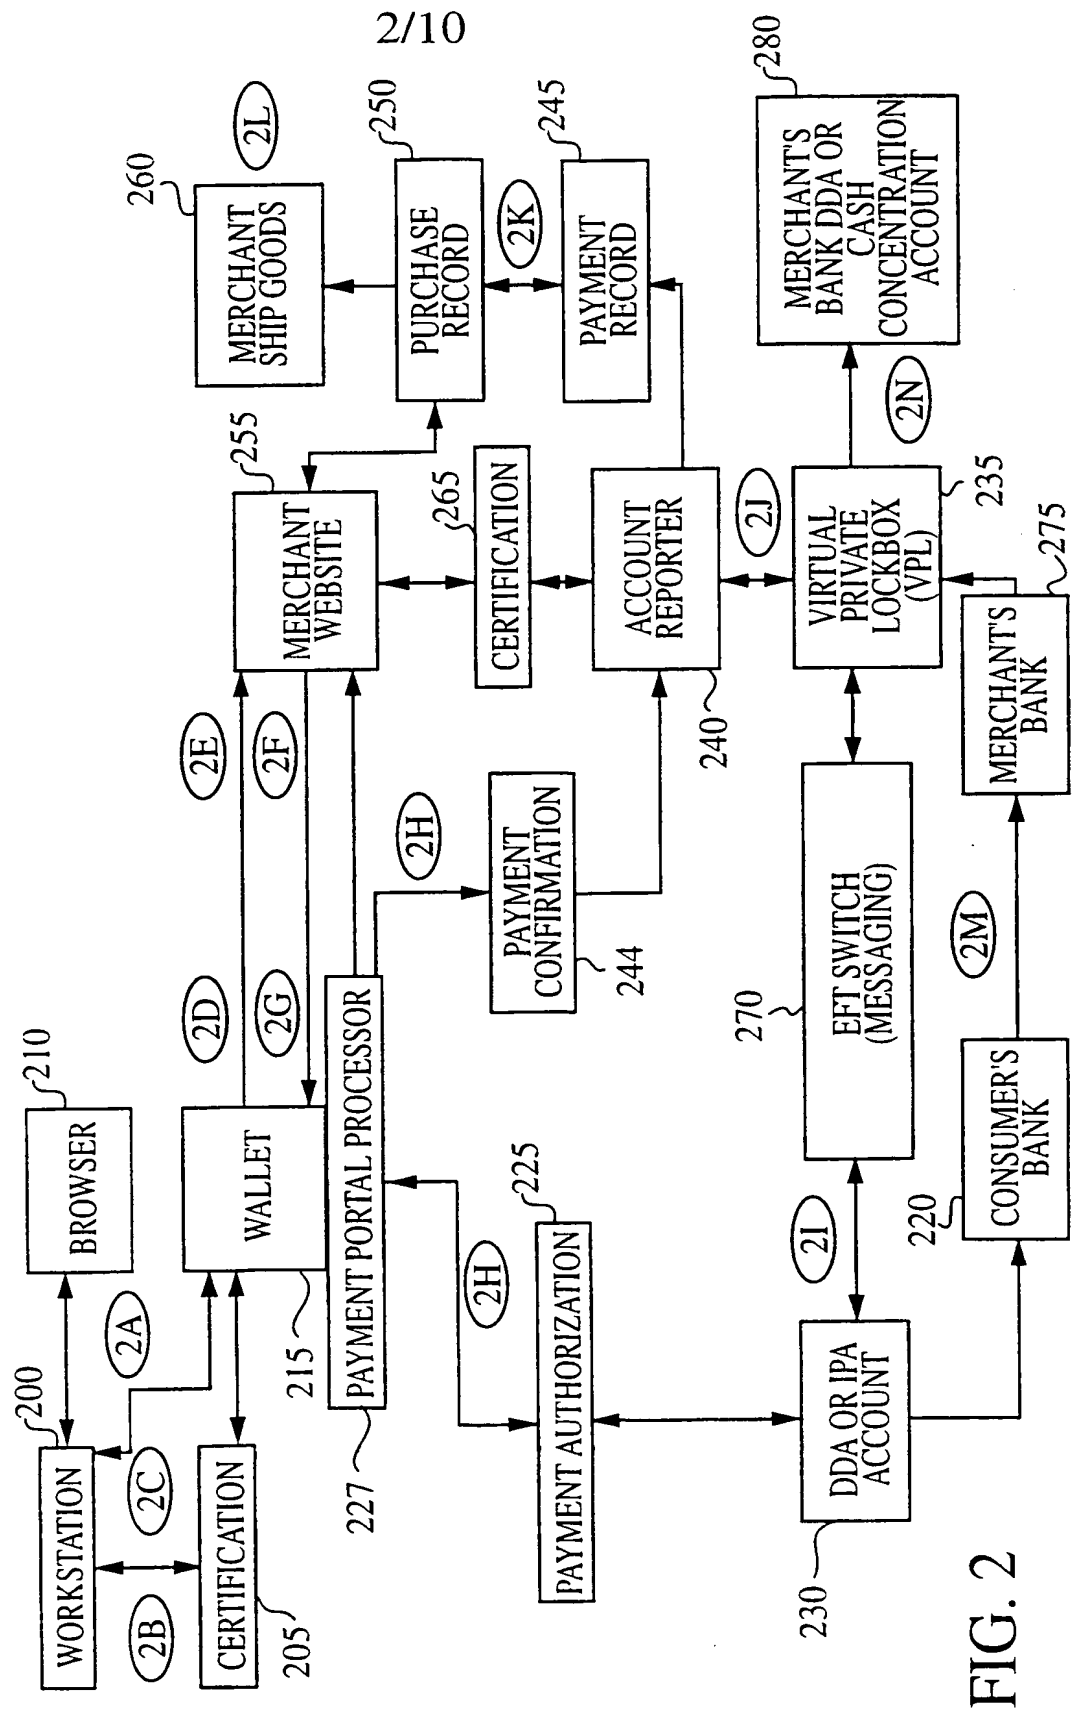 2/10
WORKSTATION
200
BROWSER
210
2A
2B
2C
CERTIFICATION
205
WALLET
215
2D
2E
2G
2F
MERCHANT
WEBSITE
255
MERCHANT
SHIP GOODS
260
2L
PAYMENT PORTAL PROCESSOR
227
2H
PAYMENT
CONFIRMATION
244
CERTIFICATION
265
PURCHASE
RECORD
250
2K
PAYMENT
RECORD
245
2H
PAYMENT AUTHORIZATION
225
ACCOUNT
REPORTER
240
2J
DDA OR IPA
ACCOUNT
230
2I
EFT SWITCH
(MESSAGING)
270
VIRTUAL
PRIVATE
LOCKBOX
(VPL)
235
2N
MERCHANT'S
BANK DDA OR
CASH
CONCENTRATION
ACCOUNT
280
CONSUMER'S
BANK
220
2M
MERCHANT'S
BANK
275
FIG. 2